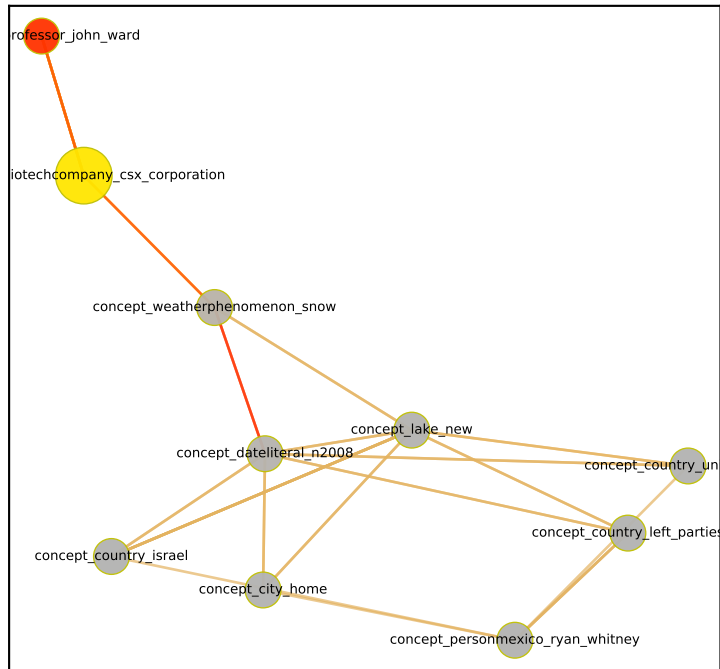 rofessor_john_ward
iotechcompany_csx_corporation
concept_weatherphenomenon_snow
concept_lake_new
concept_dateliteral_n2008
concept_country_un
concept_country_left_parties
concept_country_israel
concept_city_home
concept_personmexico_ryan_whitney